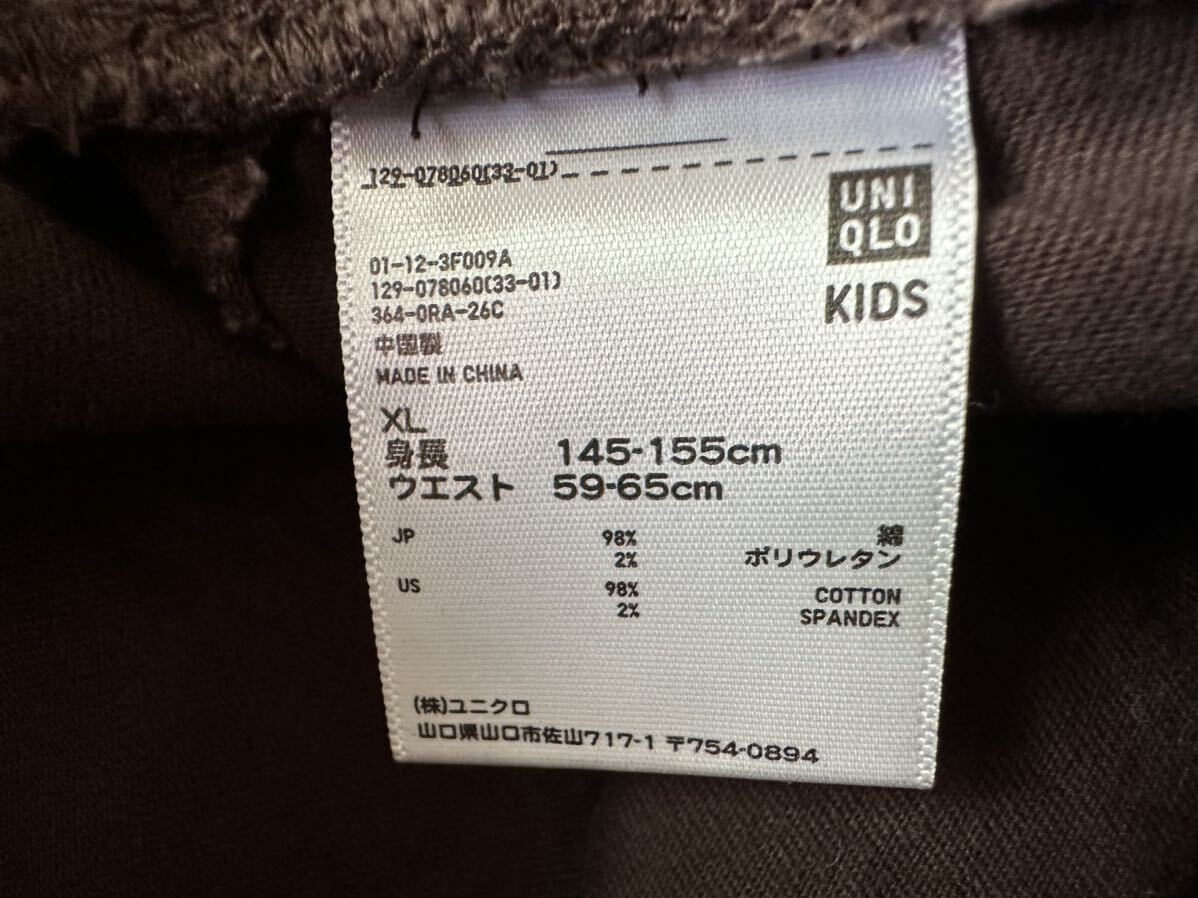 129-078060(33-01)
UNI
QLO
KIDS
01-12-3F009A
129-078060(33-01)
364-0RA-26C
中国製
MADE IN CHINA
XL
身長 145-155cm
ウエスト 59-65cm
JP 98% 綿
2% ポリウレタン
US 98% COTTON
2% SPANDEX
(株)ユニクロ
山口県山口市佐山717-1 〒754-0894